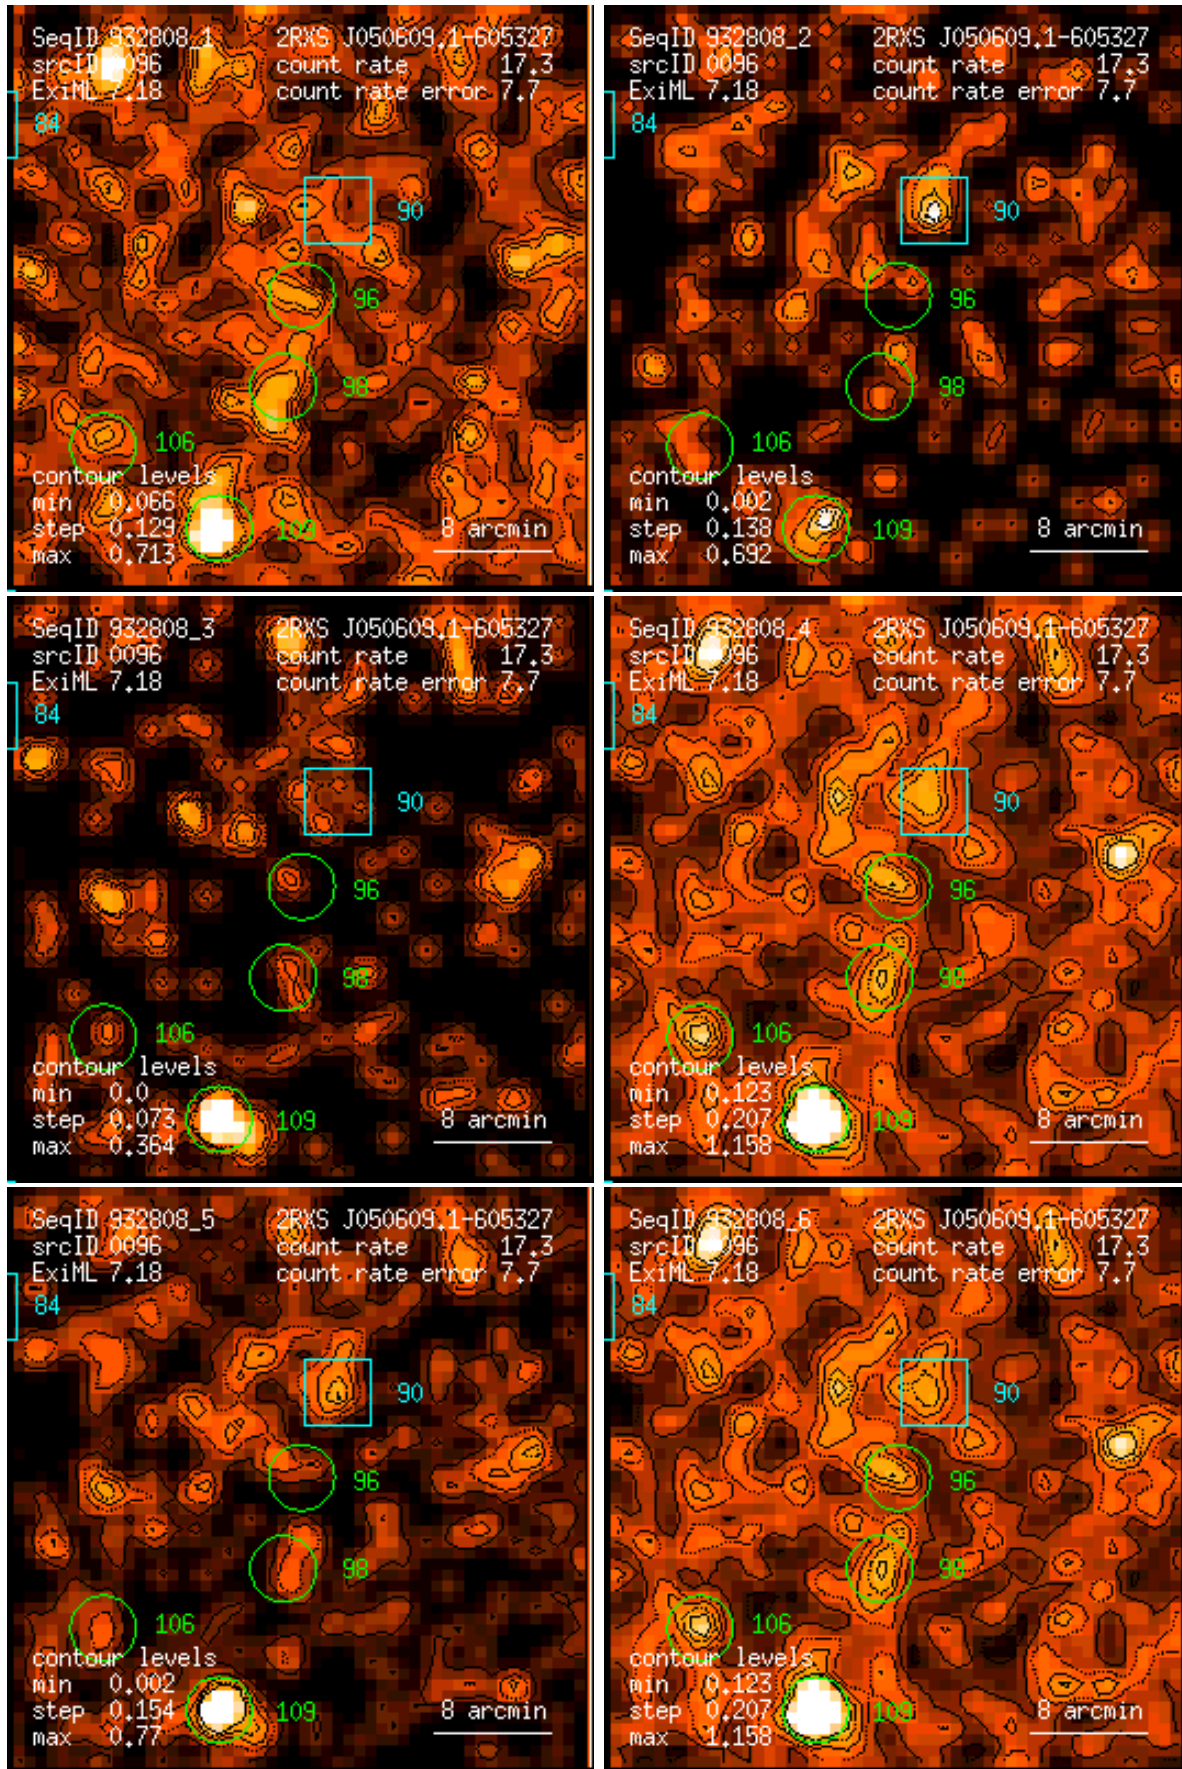 SeqID 932808_1 2RXS J050609.1-605327
srcID 0096 count rate 17.3
ExiML 7.18 count rate error 7.7
84
90
96
98
106
contour levels
min 0.066
step 0.129 109 8 arcmin
max 0.713
SeqID 932808_2 2RXS J050609.1-605327
srcID 0096 count rate 17.3
ExiML 7.18 count rate error 7.7
84
90
96
98
106
contour levels
min 0.002
step 0.138 109 8 arcmin
max 0.692
SeqID 932808_3 2RXS J050609.1-605327
srcID 0096 count rate 17.3
ExiML 7.18 count rate error 7.7
84
90
96
98
106
contour levels
min 0.0
step 0.073 109 8 arcmin
max 0.364
SeqID 932808_4 2RXS J050609.1-605327
srcID 0096 count rate 17.3
ExiML 7.18 count rate error 7.7
84
90
96
98
106
contour levels
min 0.123
step 0.207 109 8 arcmin
max 1.158
SeqID 932808_5 2RXS J050609.1-605327
srcID 0096 count rate 17.3
ExiML 7.18 count rate error 7.7
84
90
96
98
106
contour levels
min 0.002
step 0.154 109 8 arcmin
max 0.77
SeqID 932808_6 2RXS J050609.1-605327
srcID 0096 count rate 17.3
ExiML 7.18 count rate error 7.7
84
90
96
98
106
contour levels
min 0.123
step 0.207 109 8 arcmin
max 1.158